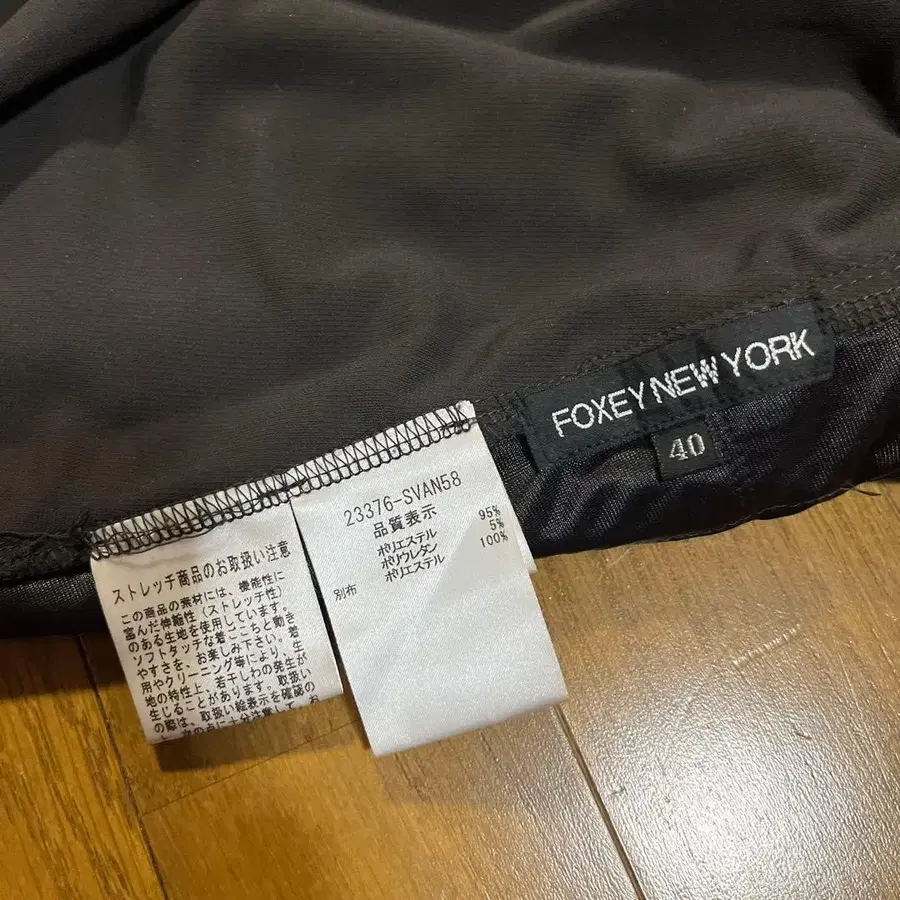 FOXEY NEW YORK
40
23376-SVAN58
品質表示
ポリエステル 95%
ポリウレタン 5%
別布 ポリエステル 100%
ストレッチ商品のお取扱い注意
この商品の素材には、機能性に
富んだ伸縮性（ストレッチ性）
のある生地を使用しています。
ソフトタッチな着ごこちと動き
やすさを、お楽しみ下さい。着
用やクリーニング等により、生
地の特性上、若干しわの発生が
生じることがあります。取扱い
の際は、取扱い絵表示を確認の